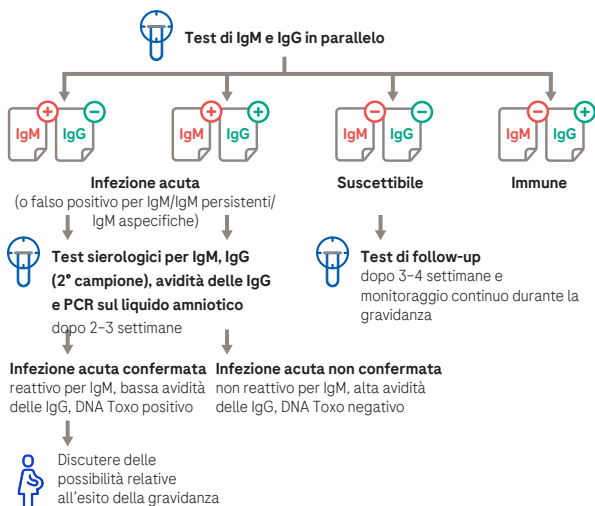 Test di IgM e IgG in parallelo
+ − + + − − − +
IgM IgG IgM IgG IgM IgG IgM IgG
Infezione acuta
(o falso positivo per IgM/IgM persistenti/
IgM aspecifiche)
Suscettibile
Immune
Test sierologici per IgM, IgG
(2° campione), avidità delle IgG
e PCR sul liquido amniotico
dopo 2–3 settimane
Test di follow-up
dopo 3–4 settimane e
monitoraggio continuo durante la
gravidanza
Infezione acuta confermata
reattivo per IgM, bassa avidità
delle IgG, DNA Toxo positivo
Infezione acuta non confermata
non reattivo per IgM, alta avidità
delle IgG, DNA Toxo negativo
Discutere delle
possibilità relative
all'esito della gravidanza